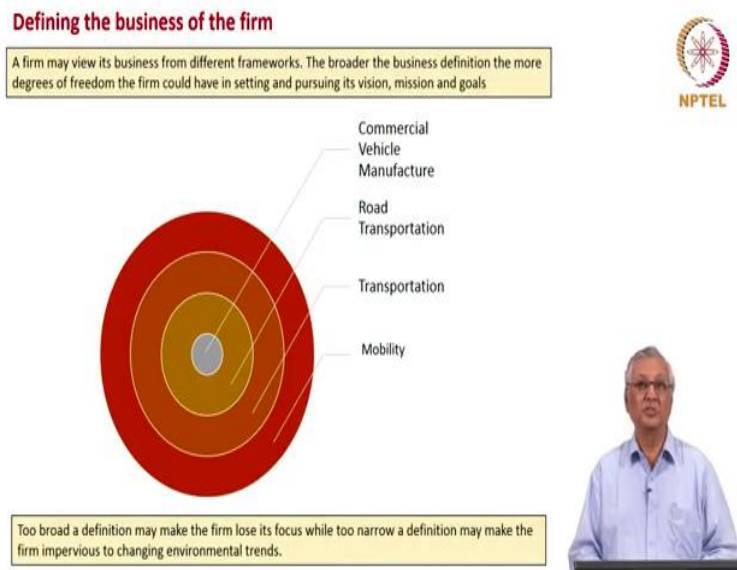 Defining the business of the firm
A firm may view its business from different frameworks. The broader the business definition the more
degrees of freedom the firm could have in setting and pursuing its vision, mission and goals
NPTEL
Commercial
Vehicle
Manufacture
Road
Transportation
Transportation
Mobility
Too broad a definition may make the firm lose its focus while too narrow a definition may make the
firm impervious to changing environmental trends.